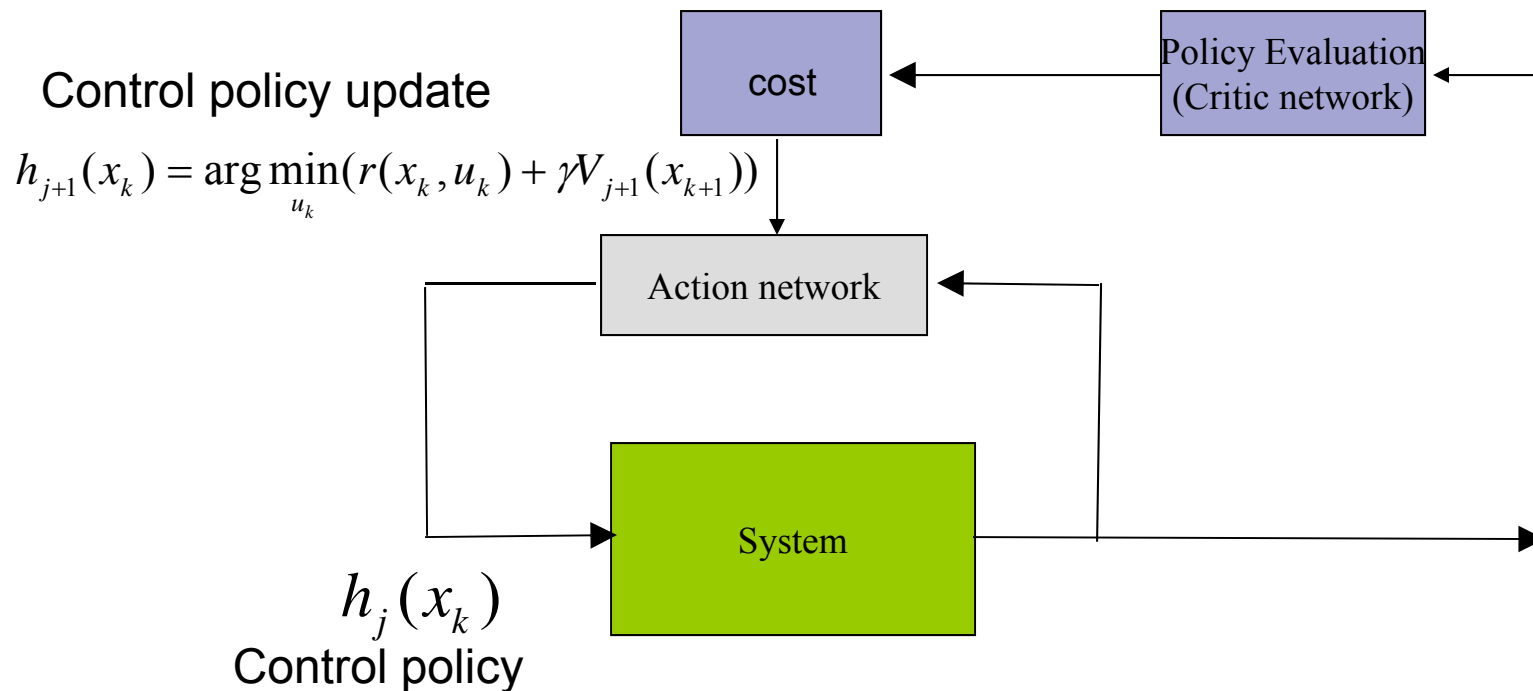 Control policy update
cost
Policy Evaluation
(Critic network)
h_{j+1}(x_k) = arg min_{u_k}(r(x_k, u_k) + γV_{j+1}(x_{k+1}))
Action network
System
h_j(x_k)
Control policy